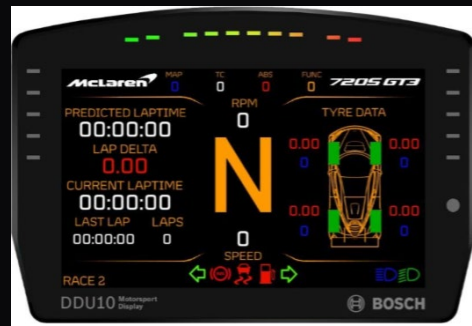 McLaren MAP TC ABS FUNC 720S GT3
0 0 0 0
PREDICTED LAPTIME RPM TYRE DATA
00:00:00 0
LAP DELTA 0.00 0.00
0.00 0 0
CURRENT LAPTIME N
00:00:00
LAST LAP LAPS 0.00 0.00
00:00:00 0 0 0 0
SPEED
RACE 2
DDU10 Motorsport Display BOSCH